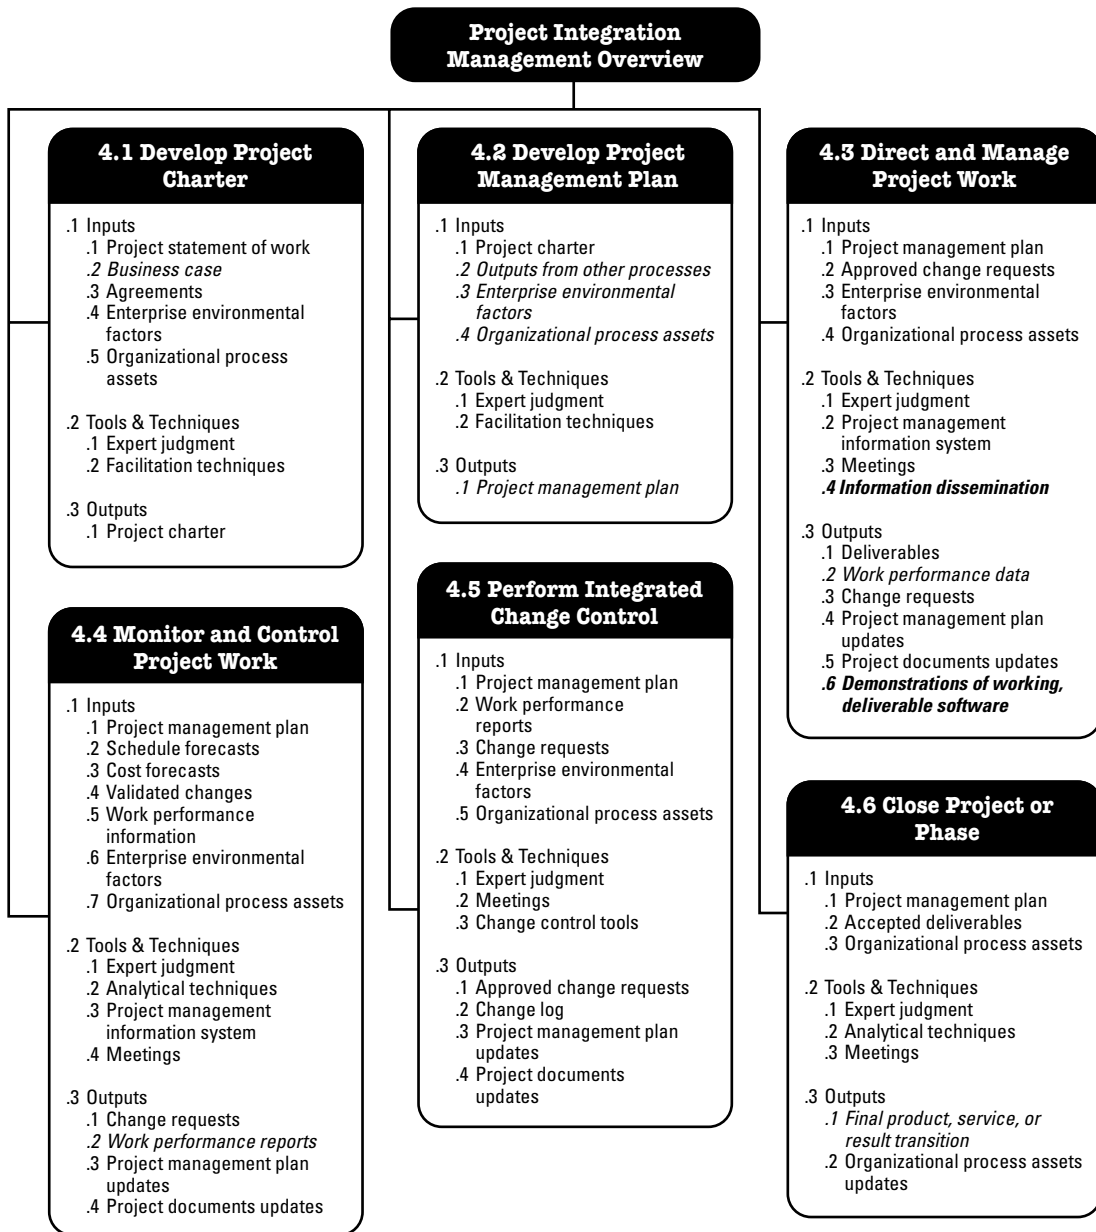 Project Integration
Management Overview
4.1 Develop Project
Charter
.1 Inputs
.1 Project statement of work
.2 Business case
.3 Agreements
.4 Enterprise environmental
factors
.5 Organizational process
assets
.2 Tools & Techniques
.1 Expert judgment
.2 Facilitation techniques
.3 Outputs
.1 Project charter
4.2 Develop Project
Management Plan
.1 Inputs
.1 Project charter
.2 Outputs from other processes
.3 Enterprise environmental
factors
.4 Organizational process assets
.2 Tools & Techniques
.1 Expert judgment
.2 Facilitation techniques
.3 Outputs
.1 Project management plan
4.3 Direct and Manage
Project Work
.1 Inputs
.1 Project management plan
.2 Approved change requests
.3 Enterprise environmental
factors
.4 Organizational process assets
.2 Tools & Techniques
.1 Expert judgment
.2 Project management
information system
.3 Meetings
.4 Information dissemination
.3 Outputs
.1 Deliverables
.2 Work performance data
.3 Change requests
.4 Project management plan
updates
.5 Project documents updates
.6 Demonstrations of working,
deliverable software
4.4 Monitor and Control
Project Work
.1 Inputs
.1 Project management plan
.2 Schedule forecasts
.3 Cost forecasts
.4 Validated changes
.5 Work performance
information
.6 Enterprise environmental
factors
.7 Organizational process assets
.2 Tools & Techniques
.1 Expert judgment
.2 Analytical techniques
.3 Project management
information system
.4 Meetings
.3 Outputs
.1 Change requests
.2 Work performance reports
.3 Project management plan
updates
.4 Project documents updates
4.5 Perform Integrated
Change Control
.1 Inputs
.1 Project management plan
.2 Work performance
reports
.3 Change requests
.4 Enterprise environmental
factors
.5 Organizational process assets
.2 Tools & Techniques
.1 Expert judgment
.2 Meetings
.3 Change control tools
.3 Outputs
.1 Approved change requests
.2 Change log
.3 Project management plan
updates
.4 Project documents
updates
4.6 Close Project or
Phase
.1 Inputs
.1 Project management plan
.2 Accepted deliverables
.3 Organizational process assets
.2 Tools & Techniques
.1 Expert judgment
.2 Analytical techniques
.3 Meetings
.3 Outputs
.1 Final product, service, or
result transition
.2 Organizational process assets
updates